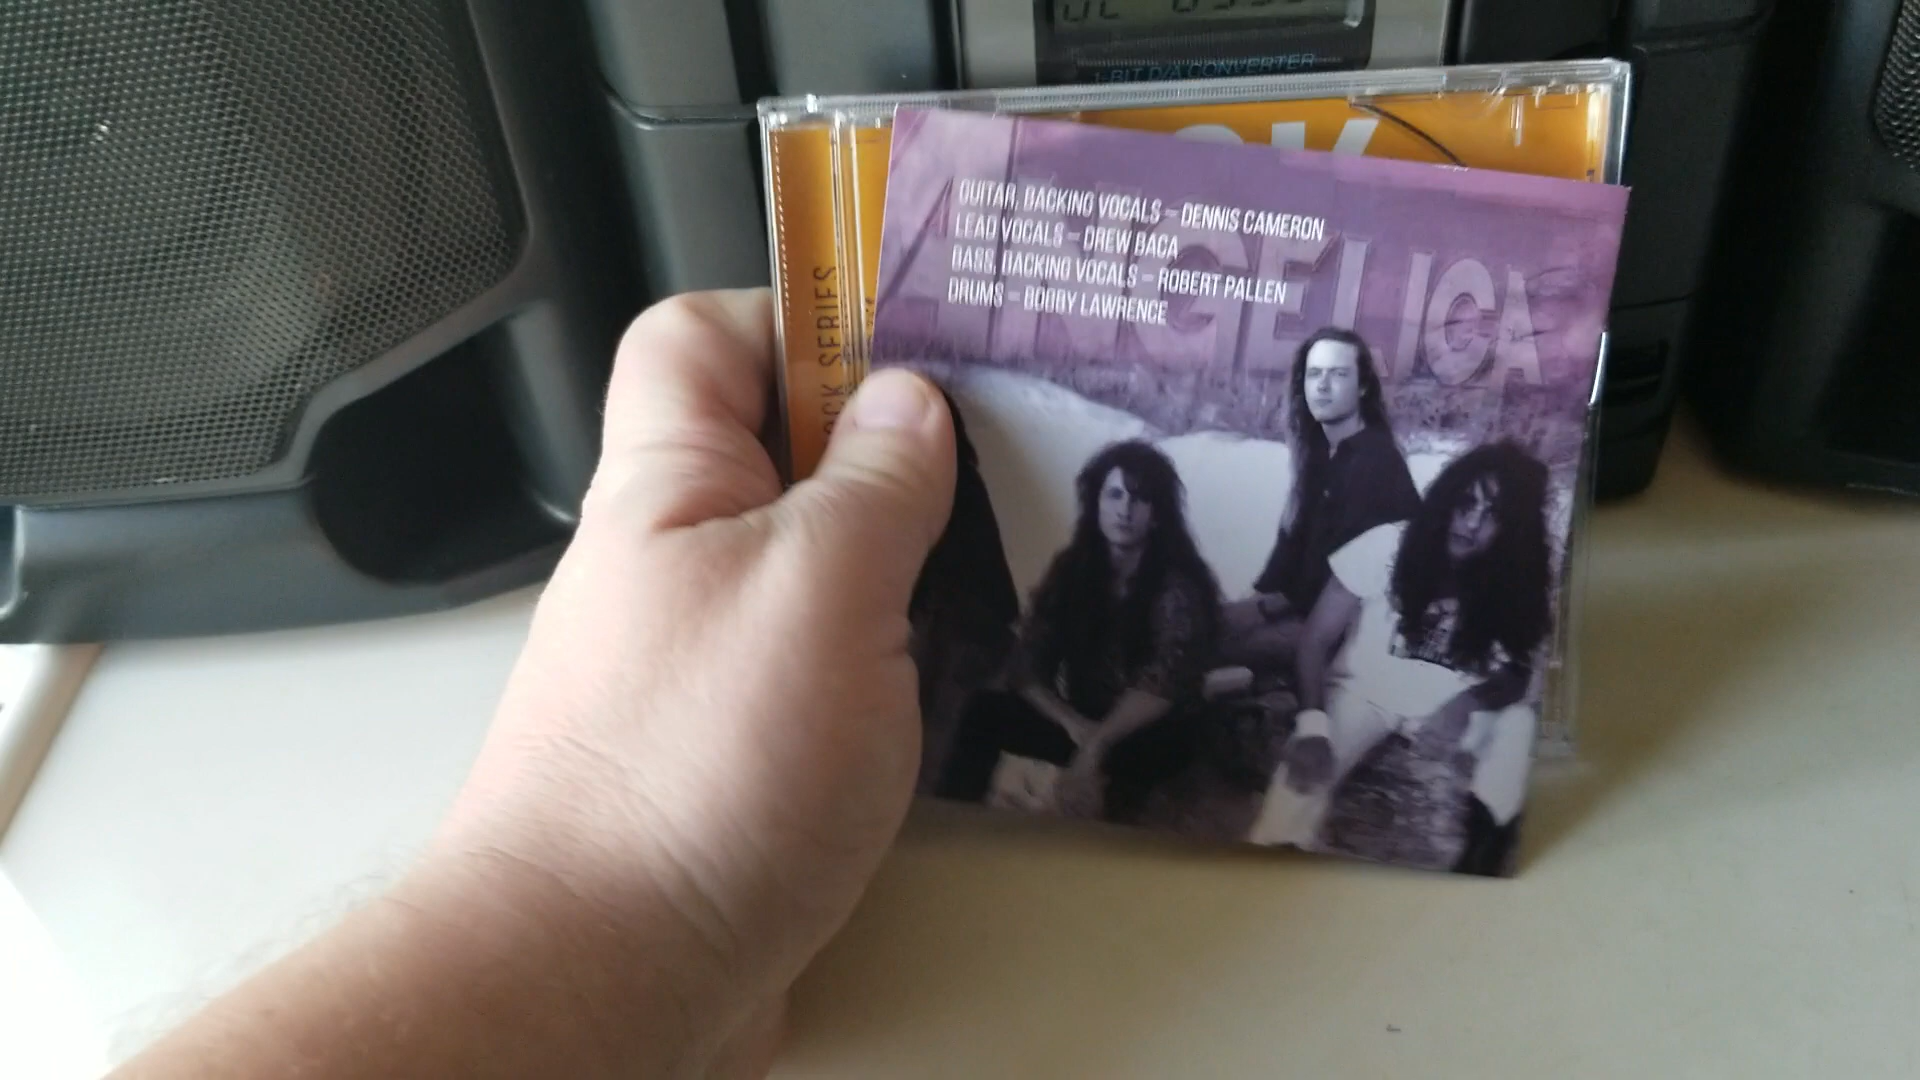 1-BIT D/A CONVERTER
GUITAR, BACKING VOCALS – DENNIS CAMERON
LEAD VOCALS – DREW BACA
BASS, BACKING VOCALS – ROBERT PALLEN
DRUMS – BOBBY LAWRENCE
ANGELICA
OCK SERIES